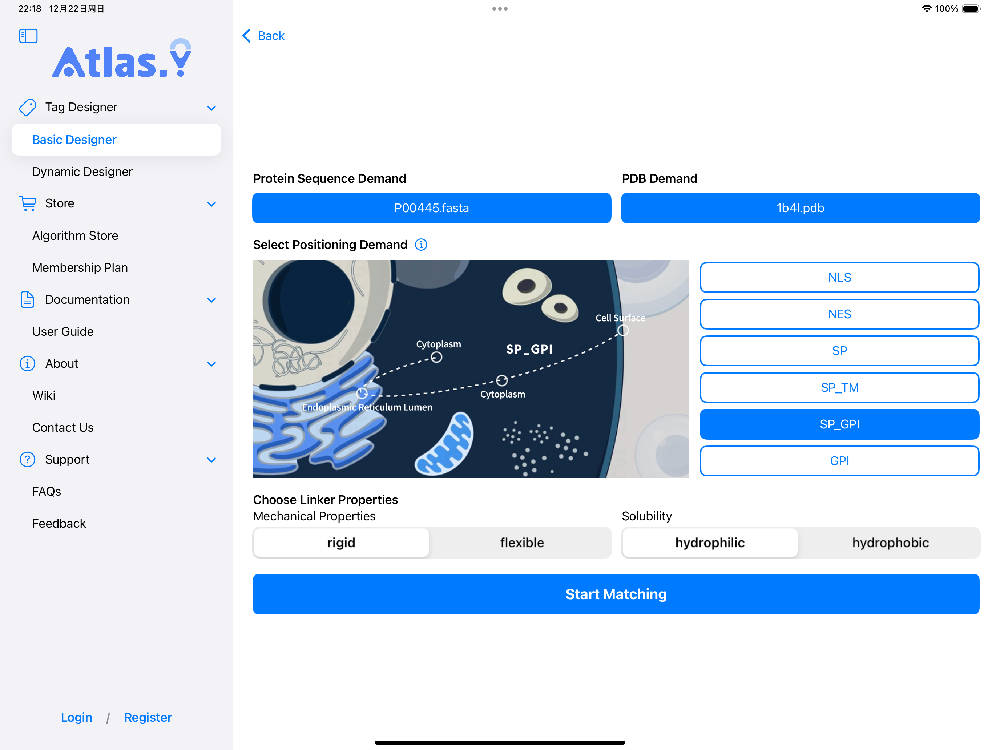 22:18 12月22日周日
100%
Atlas.
Back
Tag Designer
Basic Designer
Dynamic Designer
Store
Algorithm Store
Membership Plan
Documentation
User Guide
About
Wiki
Contact Us
Support
FAQs
Feedback
Login / Register
Protein Sequence Demand
PDB Demand
P00445.fasta
1b4l.pdb
Select Positioning Demand
Cell Surface
Cytoplasm
SP_GPI
Cytoplasm
Endoplasmic Reticulum Lumen
NLS
NES
SP
SP_TM
SP_GPI
GPI
Choose Linker Properties
Mechanical Properties
Solubility
rigid
flexible
hydrophilic
hydrophobic
Start Matching